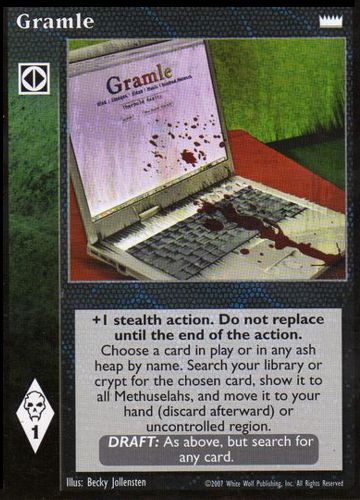 Gramle
Gramle
+1 stealth action. Do not replace
until the end of the action.
Choose a card in play or in any ash
heap by name. Search your library or
crypt for the chosen card, show it to
all Methuselahs, and move it to
your hand (discard afterward) or
uncontrolled region.
DRAFT: As above, but search for
any card.
1
Illus: Becky Jollensten
©2007 White Wolf Publishing, Inc. All Rights Reserved